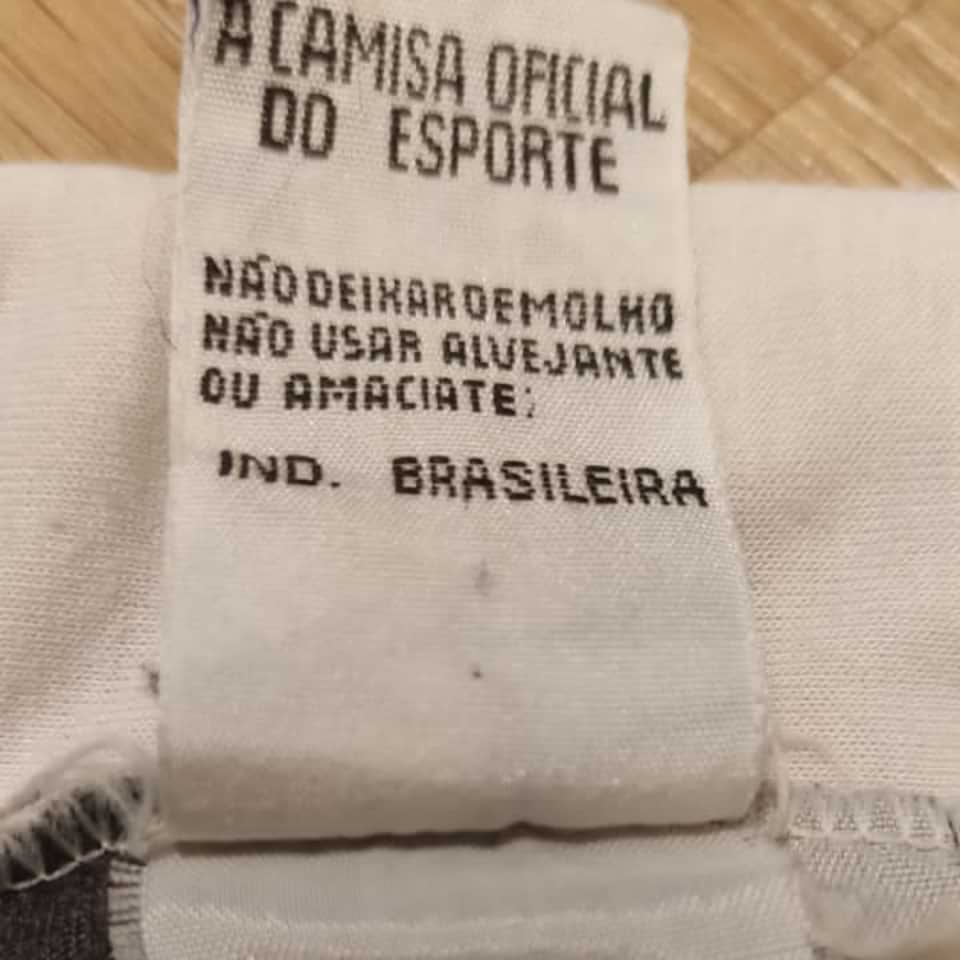 A CAMISA OFICIAL
DO ESPORTE
NÃO DEIXAR DE MOLHO
NÃO USAR ALVEJANTE
OU AMACIATE;
IND. BRASILEIRA